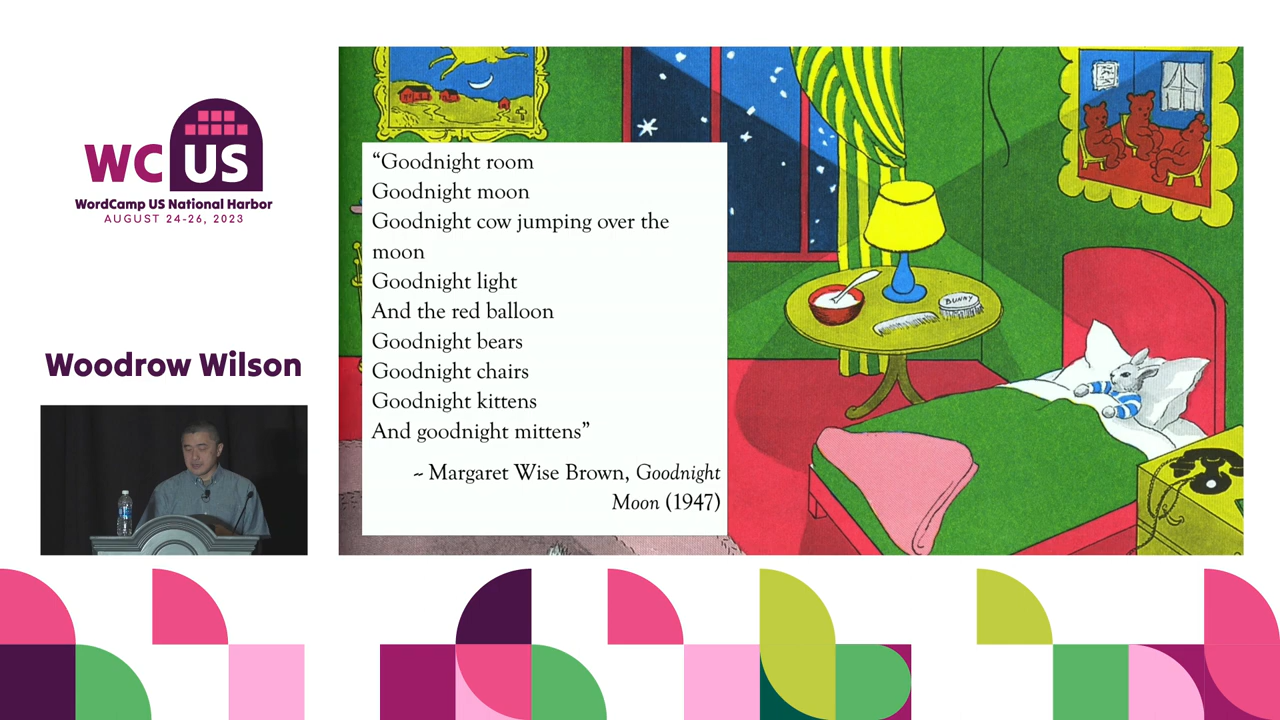 WC US
WordCamp US National Harbor
AUGUST 24-26, 2023
Woodrow Wilson
“Goodnight room
Goodnight moon
Goodnight cow jumping over the
moon
Goodnight light
And the red balloon
Goodnight bears
Goodnight chairs
Goodnight kittens
And goodnight mittens”
~ Margaret Wise Brown, Goodnight
Moon (1947)
BUNNY